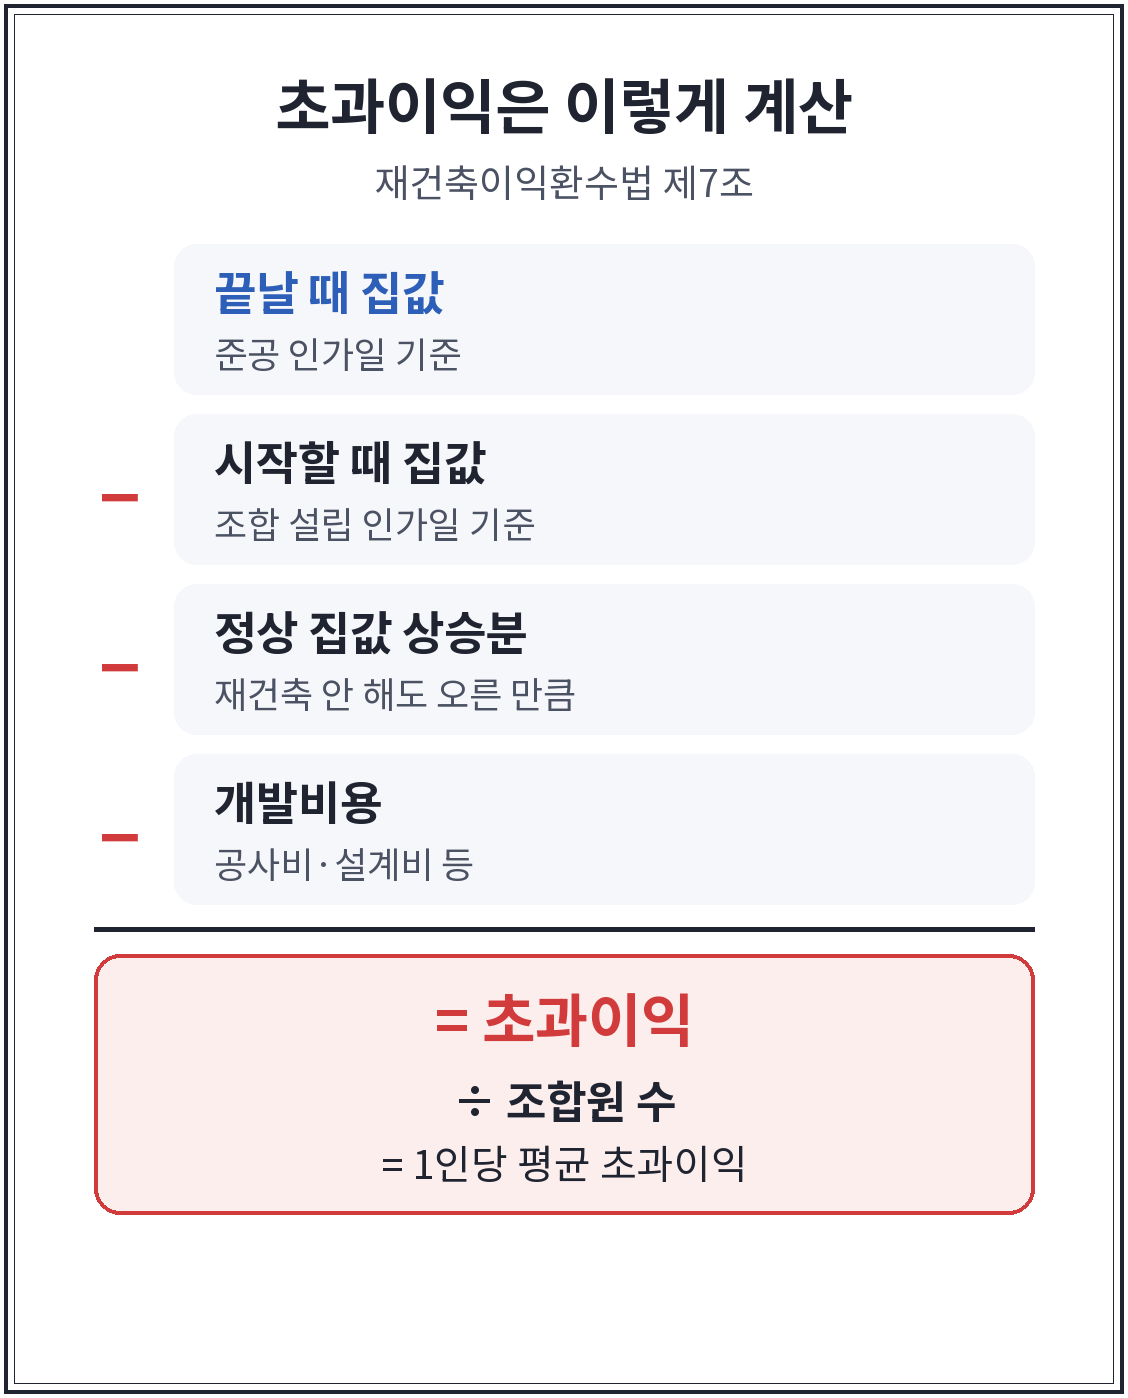 초과이익은 이렇게 계산
재건축이익환수법 제7조
끝날 때 집값
준공 인가일 기준
− 시작할 때 집값
조합 설립 인가일 기준
− 정상 집값 상승분
재건축 안 해도 오른 만큼
− 개발비용
공사비·설계비 등
= 초과이익
÷ 조합원 수
= 1인당 평균 초과이익